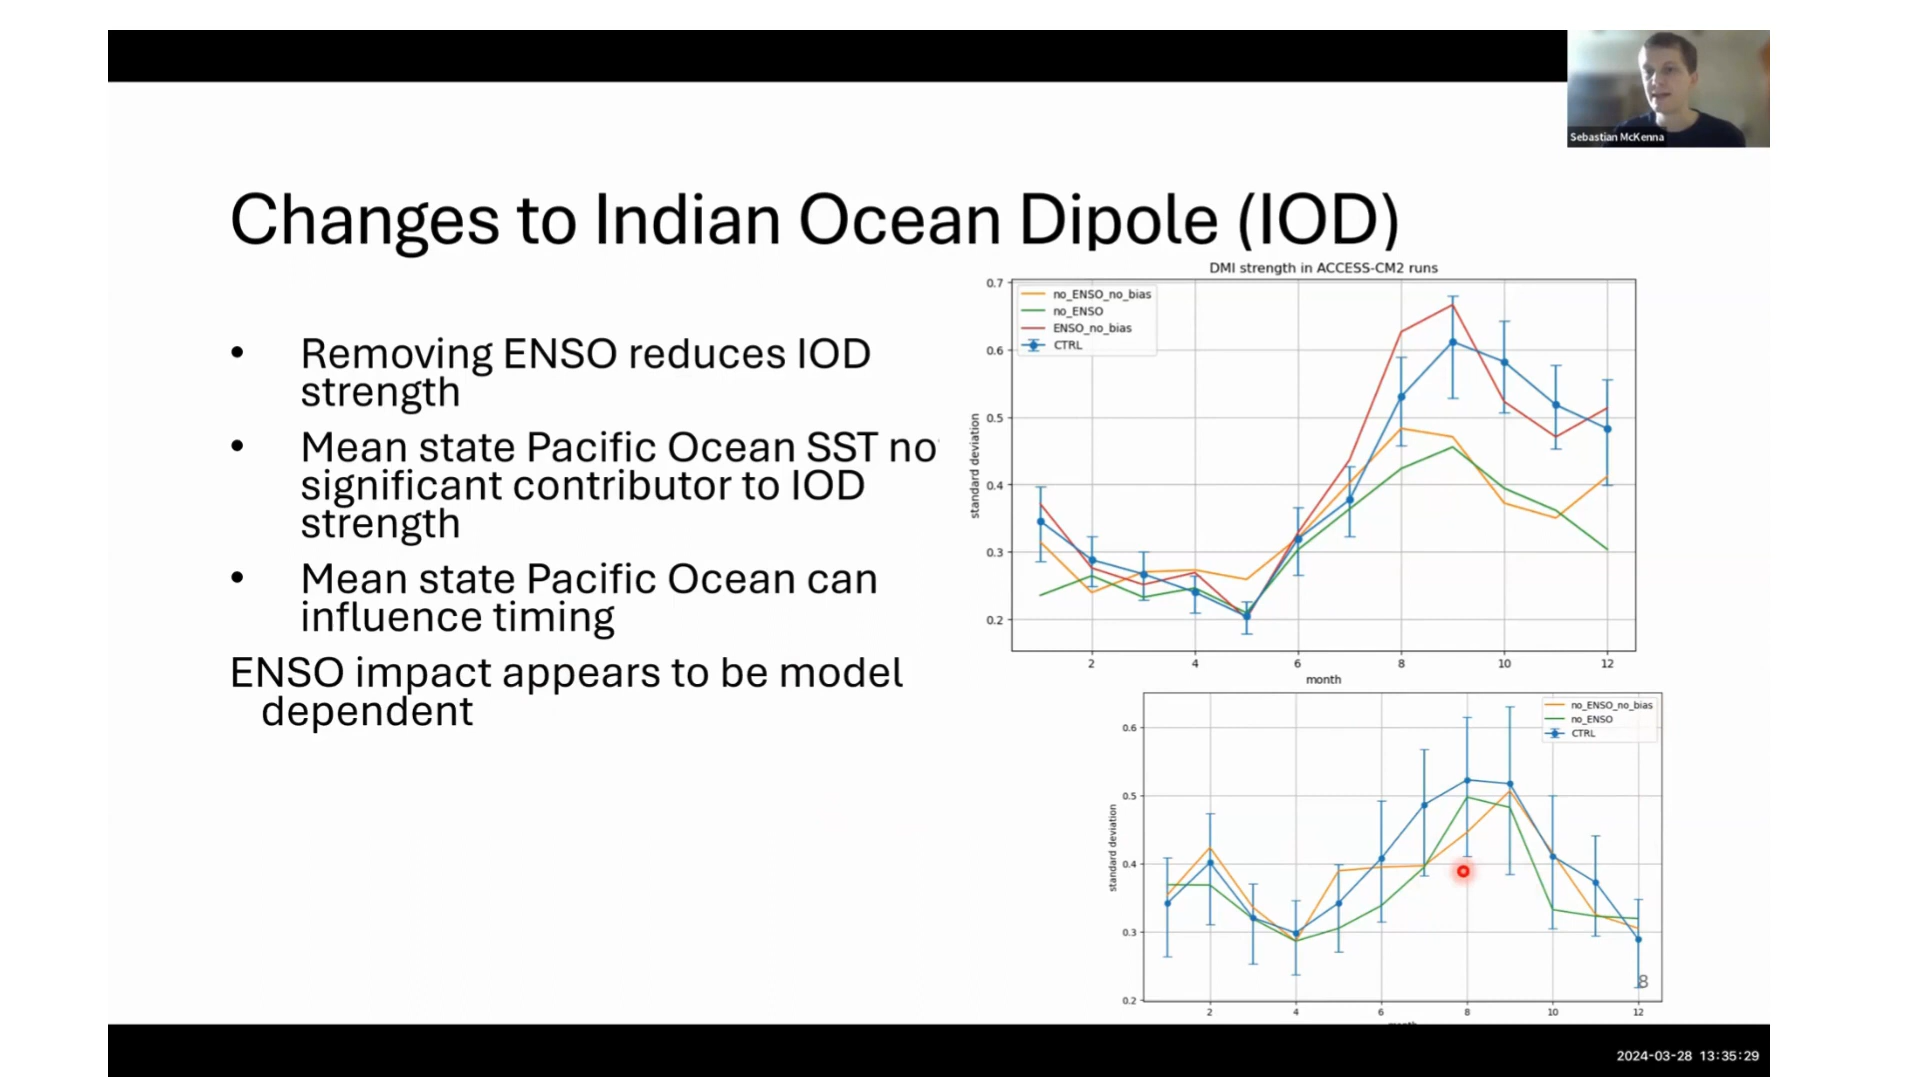 Sebastian McKenna
Changes to Indian Ocean Dipole (IOD)
• Removing ENSO reduces IOD
strength
• Mean state Pacific Ocean SST no
significant contributor to IOD
strength
• Mean state Pacific Ocean can
influence timing
ENSO impact appears to be model
dependent
DMI strength in ACCESS-CM2 runs
no_ENSO_no_bias
no_ENSO
ENSO_no_bias
CTRL
0.7
0.6
0.5
0.4
0.3
0.2
standard deviation
2 4 6 8 10 12
month
no_ENSO_no_bias
no_ENSO
CTRL
0.6
0.5
0.4
0.3
0.2
standard deviation
2 4 6 8 10 12
8
2024-03-28 13:35:29